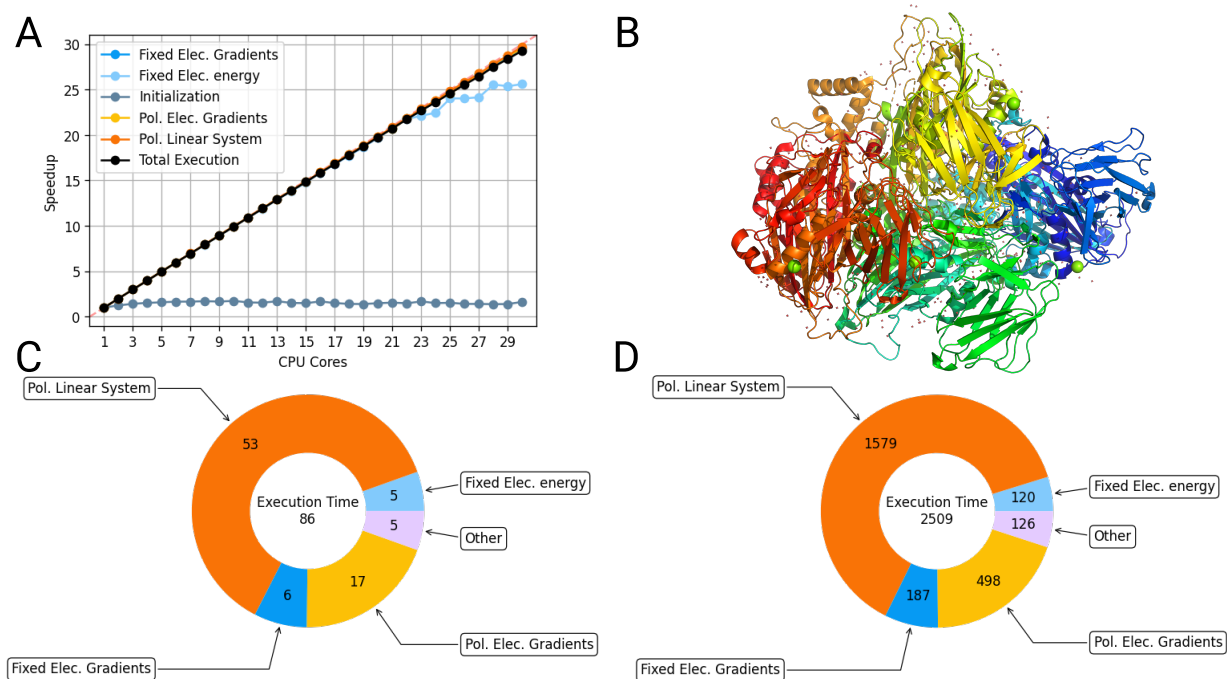 A
30
25
20
15
10
5
0
Speedup
Fixed Elec. Gradients
Fixed Elec. energy
Initialization
Pol. Elec. Gradients
Pol. Linear System
Total Execution
1 3 5 7 9 11 13 15 17 19 21 23 25 27 29
CPU Cores
B
C
Pol. Linear System
53
Fixed Elec. energy
5
Execution Time
86
5
Other
17
6
Pol. Elec. Gradients
Fixed Elec. Gradients
D
Pol. Linear System
1579
Fixed Elec. energy
120
Execution Time
2509
126
Other
498
187
Pol. Elec. Gradients
Fixed Elec. Gradients